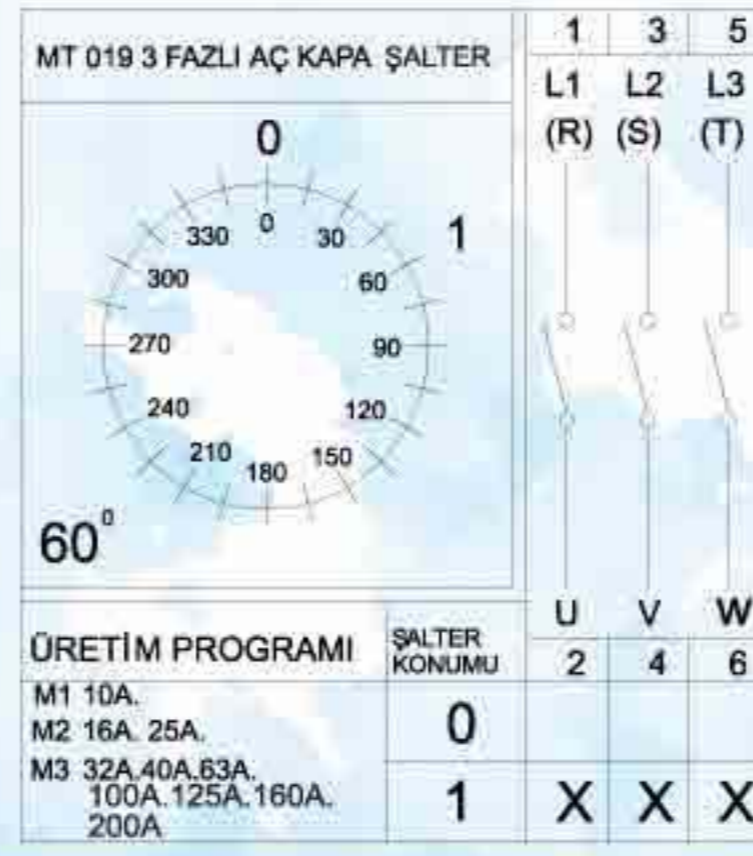 MT 019 3 FAZLI AÇ KAPA ŞALTER
1 3 5
L1 L2 L3
(R) (S) (T)
0
1
0
30
60
90
120
150
180
210
240
270
300
330
60⁰
U V W
2 4 6
ÜRETİM PROGRAMI
ŞALTER
KONUMU
M1 10A.
M2 16A. 25A.
M3 32A.40A.63A.
100A.125A.160A.
200A
0
1 X X X